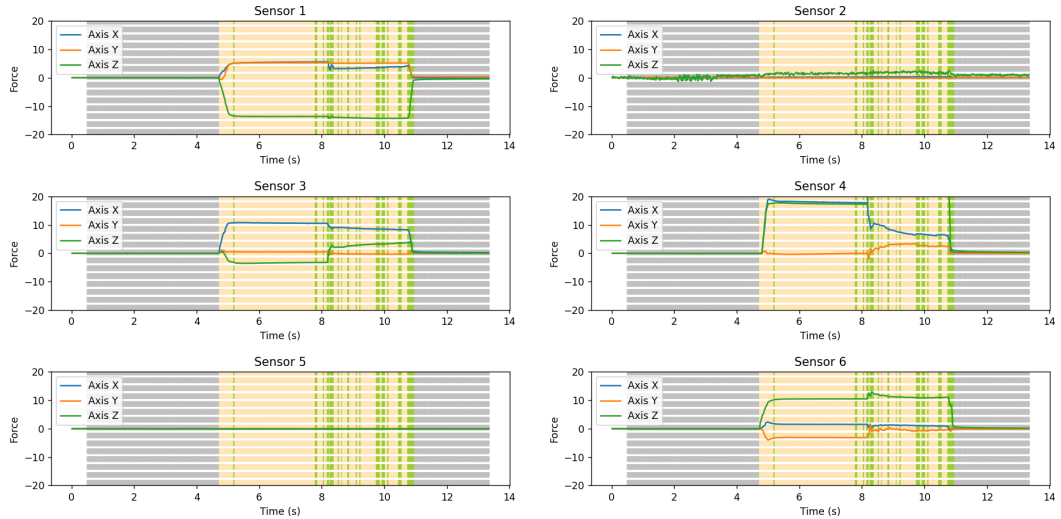 Sensor 1
Sensor 2
20
10
0
−10
−20
Force
Axis X
Axis Y
Axis Z
0 2 4 6 8 10 12 14
Time (s)
20
10
0
−10
−20
Force
Axis X
Axis Y
Axis Z
0 2 4 6 8 10 12 14
Time (s)
Sensor 3
Sensor 4
20
10
0
−10
−20
Force
Axis X
Axis Y
Axis Z
0 2 4 6 8 10 12 14
Time (s)
20
10
0
−10
−20
Force
Axis X
Axis Y
Axis Z
0 2 4 6 8 10 12 14
Time (s)
Sensor 5
Sensor 6
20
10
0
−10
−20
Force
Axis X
Axis Y
Axis Z
0 2 4 6 8 10 12 14
Time (s)
20
10
0
−10
−20
Force
Axis X
Axis Y
Axis Z
0 2 4 6 8 10 12 14
Time (s)